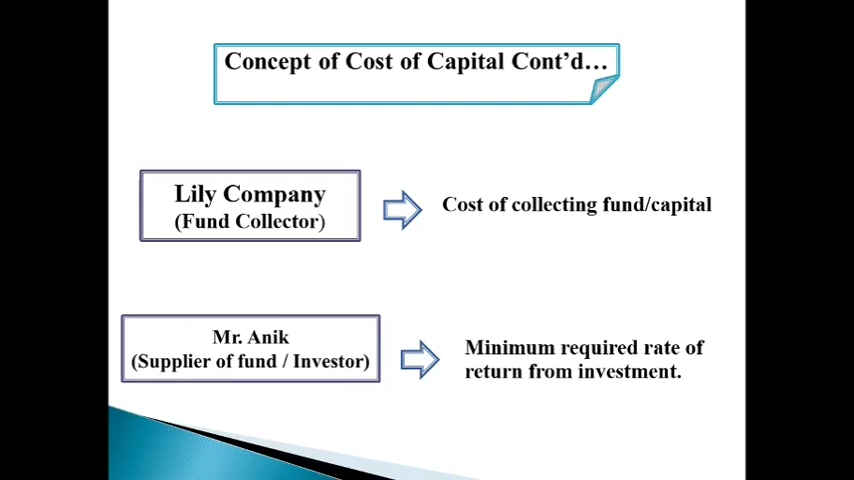 Concept of Cost of Capital Cont’d…
Lily Company
(Fund Collector)
Cost of collecting fund/capital
Mr. Anik
(Supplier of fund / Investor)
Minimum required rate of
return from investment.